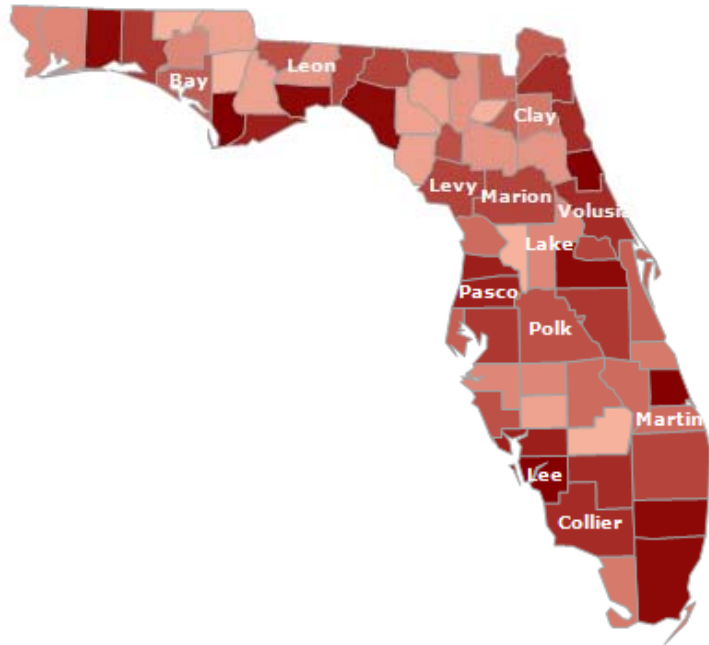 Leon
Bay
Clay
Levy
Marion
Volusi
Lake
Pasco
Polk
Martin
Lee
Collier